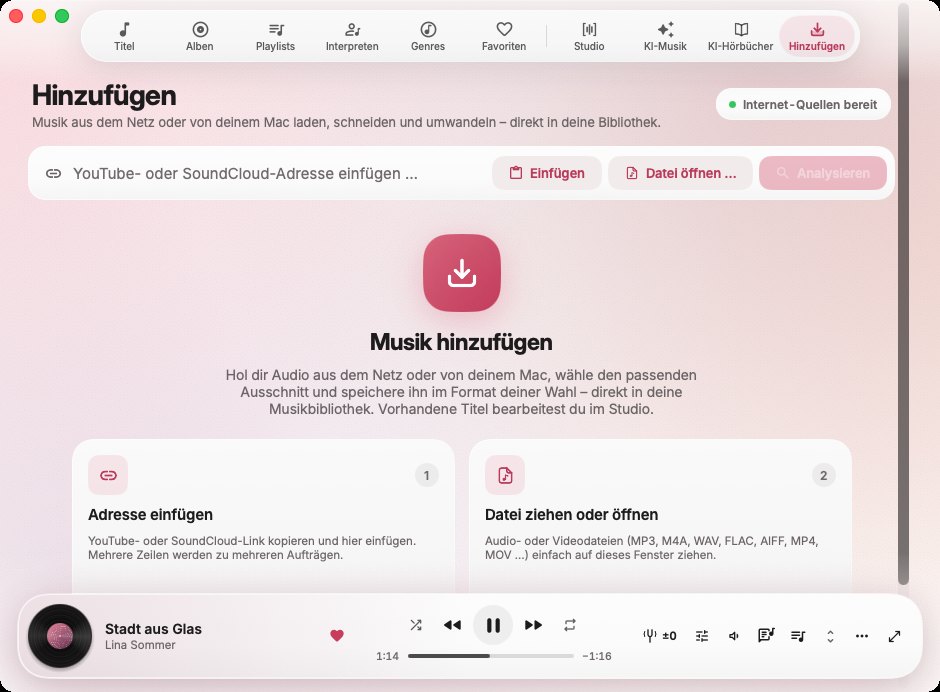 Titel
Alben
Playlists
Interpreten
Genres
Favoriten
Studio
KI-Musik
KI-Hörbücher
Hinzufügen
Hinzufügen
Musik aus dem Netz oder von deinem Mac laden, schneiden und umwandeln – direkt in deine Bibliothek.
Internet-Quellen bereit
YouTube- oder SoundCloud-Adresse einfügen ...
Einfügen
Datei öffnen ...
Analysieren
Musik hinzufügen
Hol dir Audio aus dem Netz oder von deinem Mac, wähle den passenden
Ausschnitt und speichere ihn im Format deiner Wahl – direkt in deine
Musikbibliothek. Vorhandene Titel bearbeitest du im Studio.
1
Adresse einfügen
YouTube- oder SoundCloud-Link kopieren und hier einfügen.
Mehrere Zeilen werden zu mehreren Aufträgen.
2
Datei ziehen oder öffnen
Audio- oder Videodateien (MP3, M4A, WAV, FLAC, AIFF, MP4,
MOV ...) einfach auf dieses Fenster ziehen.
Stadt aus Glas
Lina Sommer
1:14
−1:16
±0